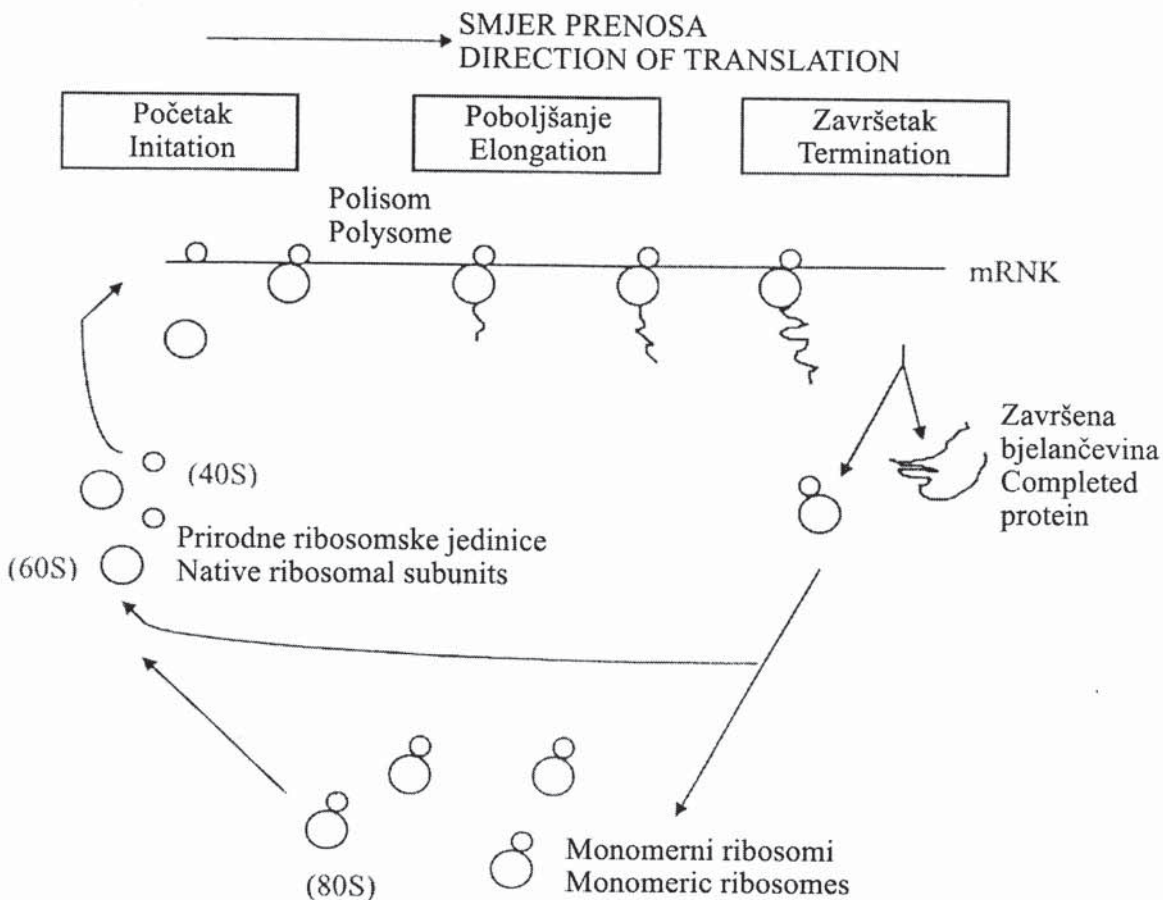 SMJER PRENOSA
DIRECTION OF TRANSLATION
Početak
Initation
Poboljšanje
Elongation
Završetak
Termination
Polisom
Polysome
mRNK
Završena
bjelančevina
Completed
protein
(40S)
Prirodne ribosomske jedinice
Native ribosomal subunits
(60S)
Monomerni ribosomi
Monomeric ribosomes
(80S)